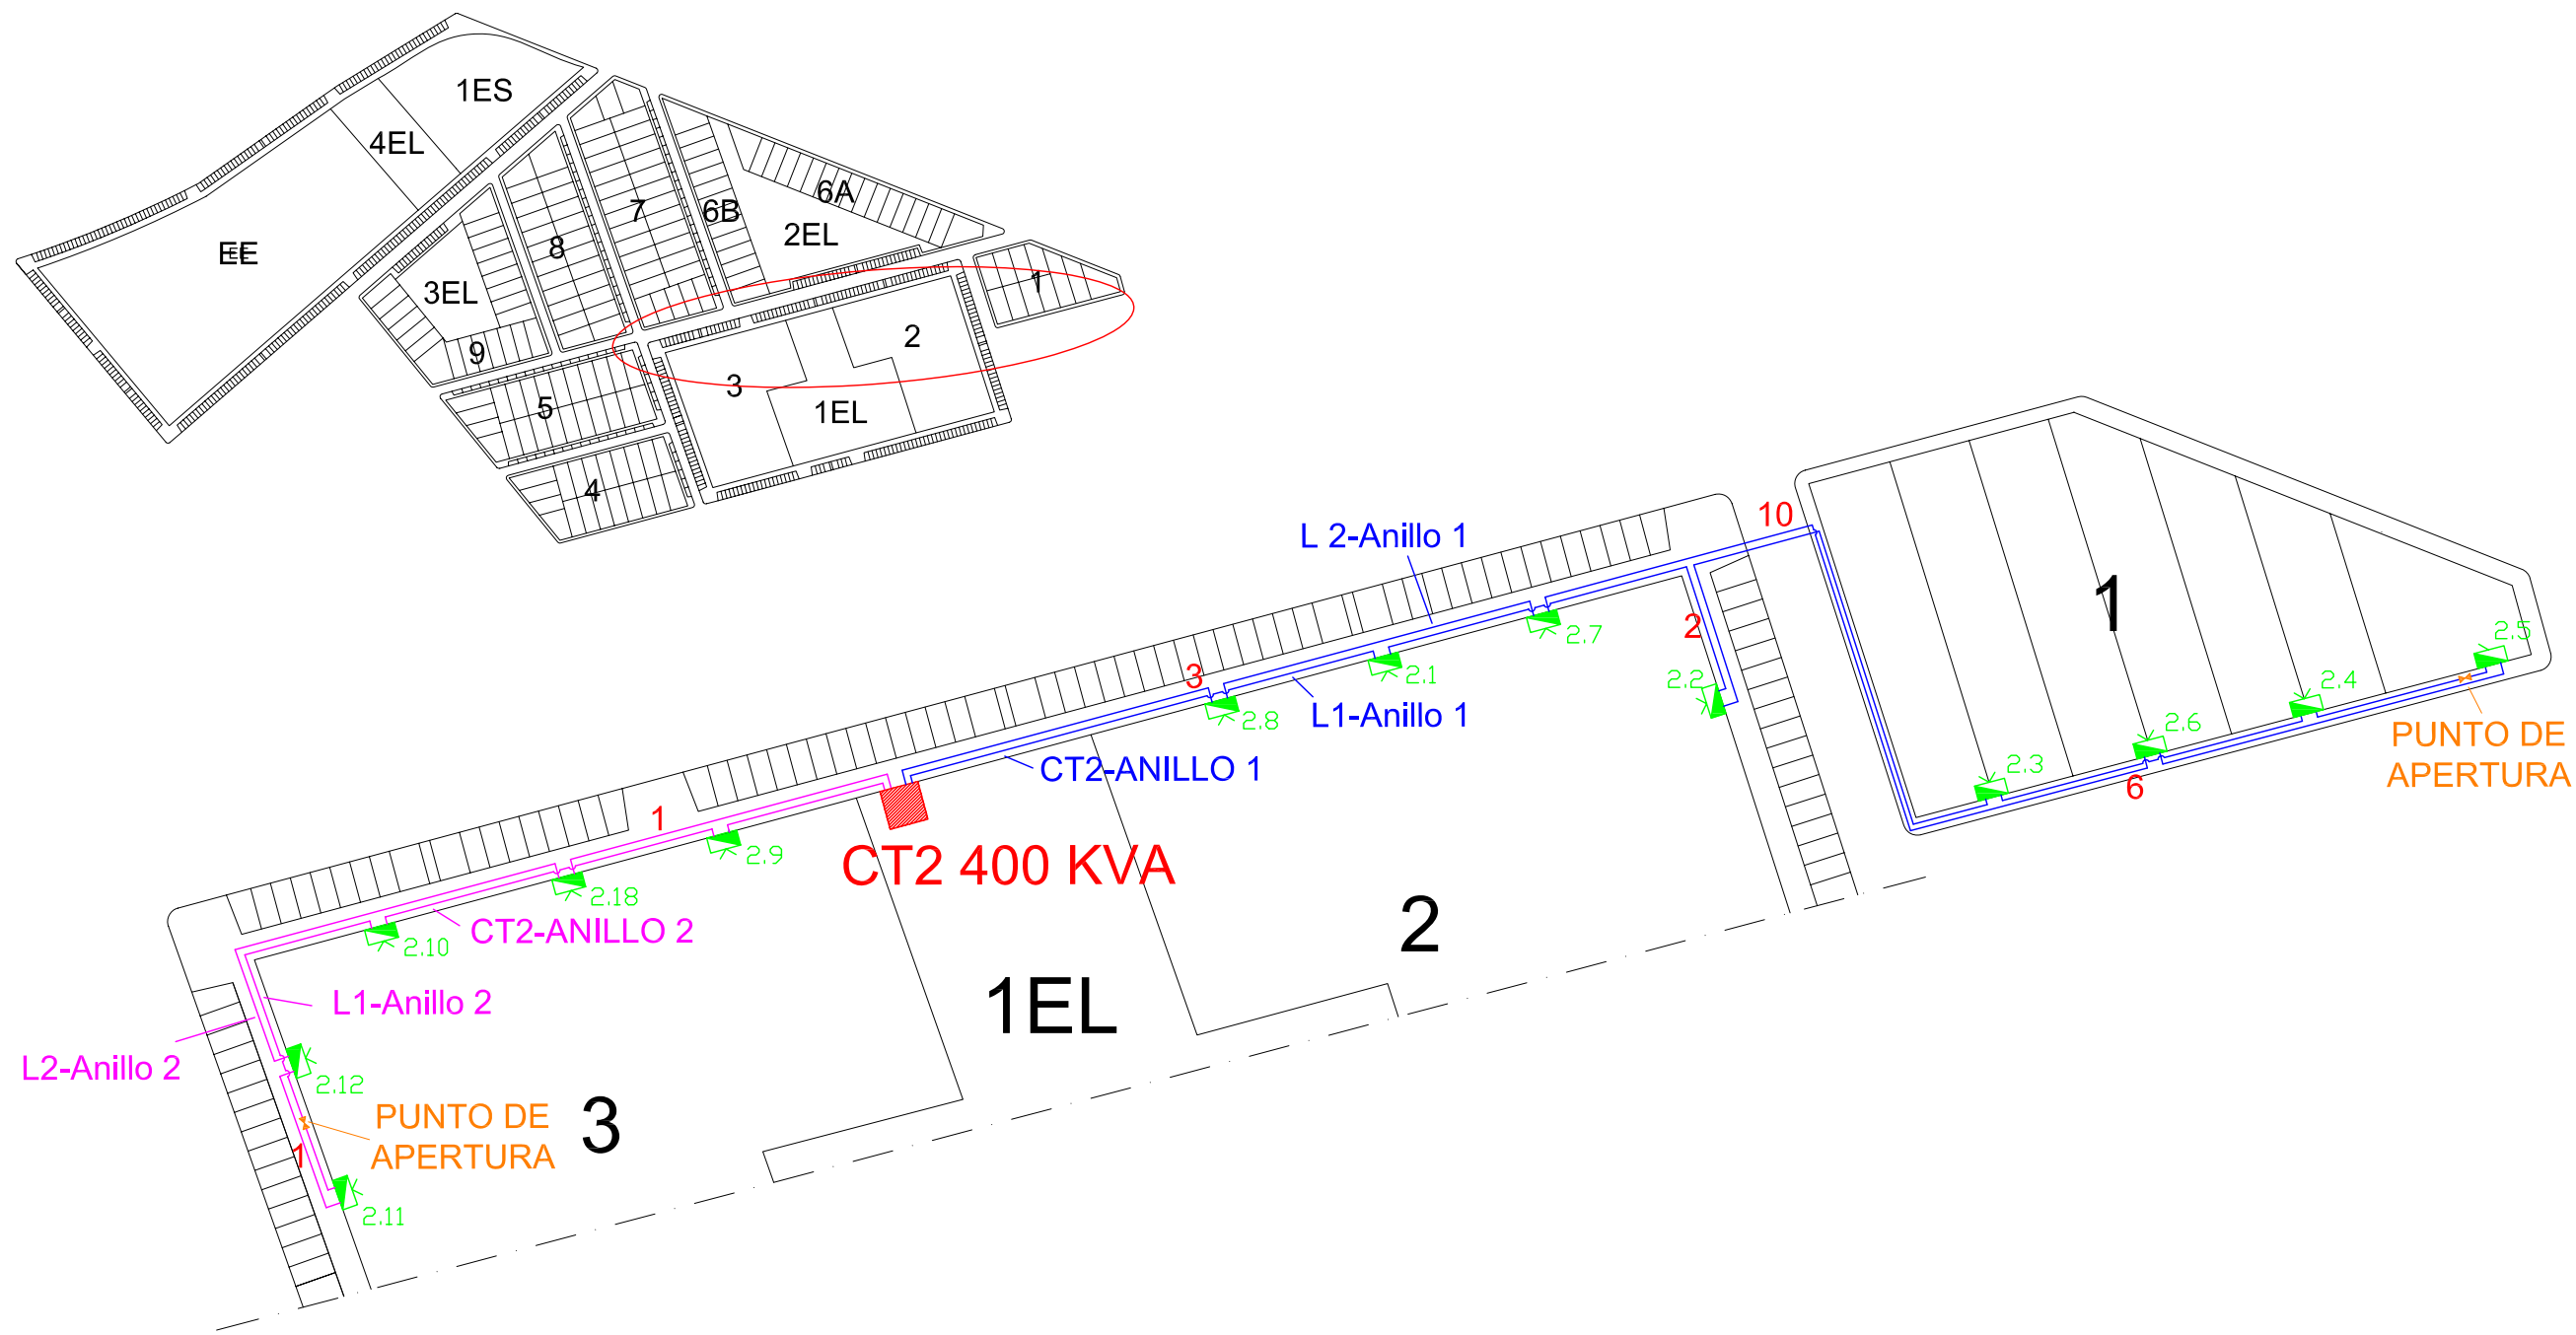 1ES
4EL
6A
7
6B
2EL
8
EE
1
3EL
2
9
3
5
1EL
4
10
L 2-Anillo 1
1
2.7
2
2.5
3
2.1
2.2
2.4
2.8
L1-Anillo 1
2.6
PUNTO DE
APERTURA
CT2-ANILLO 1
2.3
6
1
2.9
CT2 400 KVA
2.18
2
CT2-ANILLO 2
2.10
1EL
L1-Anillo 2
L2-Anillo 2
2.12
PUNTO DE
APERTURA
3
1
2.11